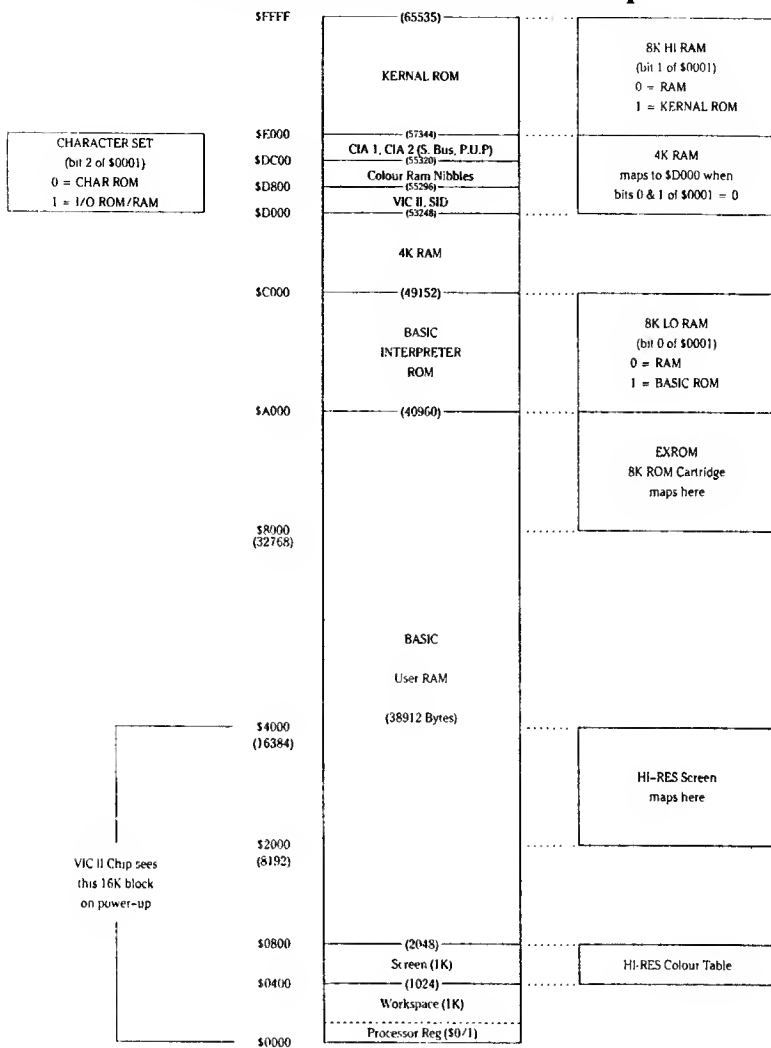 $FFFF
(65535)
KERNAL ROM
8K HI RAM
(bit 1 of $0001)
0 = RAM
1 = KERNAL ROM
CHARACTER SET
(bit 2 of $0001)
0 = CHAR ROM
1 = I/O ROM/RAM
$E000
(57344)
CIA 1, CIA 2 (S. Bus, P.U.P)
$DC00
(55320)
Colour Ram Nibbles
$D800
(55296)
VIC II, SID
$D000
(53248)
4K RAM
maps to $D000 when
bits 0 & 1 of $0001 = 0
4K RAM
$C000
(49152)
BASIC
INTERPRETER
ROM
8K LO RAM
(bit 0 of $0001)
0 = RAM
1 = BASIC ROM
$A000
(40960)
EXROM
8K ROM Cartridge
maps here
$8000
(32768)
BASIC
User RAM
(38912 Bytes)
$4000
(16384)
HI-RES Screen
maps here
$2000
(8192)
VIC II Chip sees
this 16K block
on power-up
$0800
(2048)
Screen (1K)
HI-RES Colour Table
$0400
(1024)
Workspace (1K)
Processor Reg ($0/1)
$0000